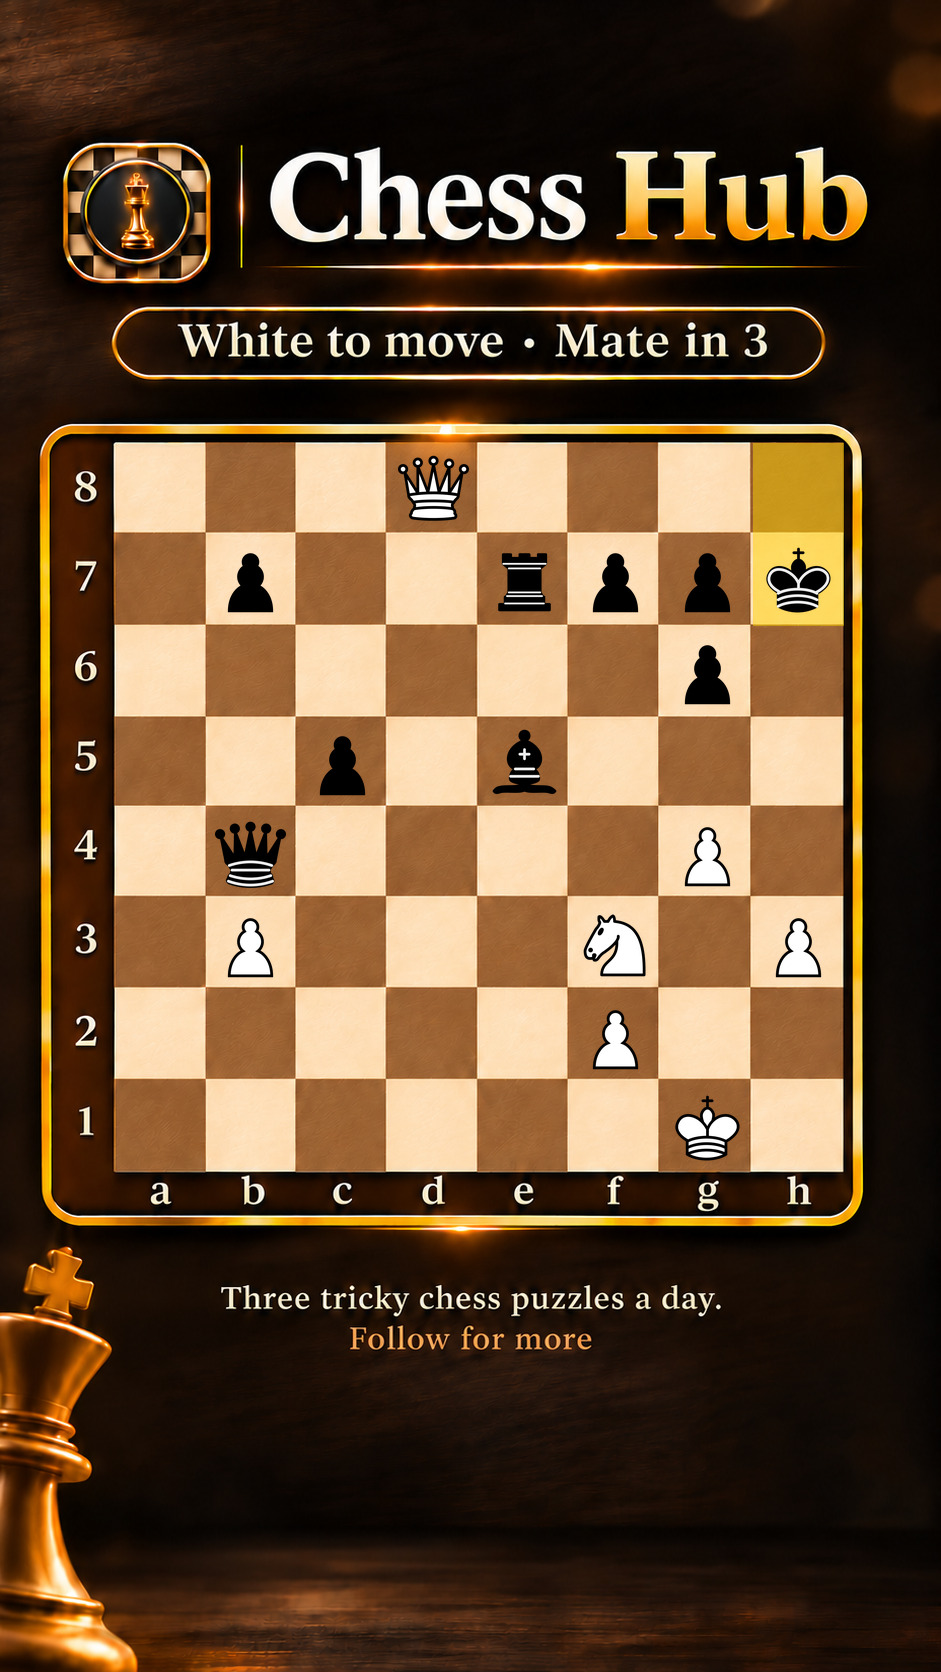 Chess Hub
White to move • Mate in 3
8
7
6
5
4
3
2
1
a b c d e f g h
Three tricky chess puzzles a day.
Follow for more